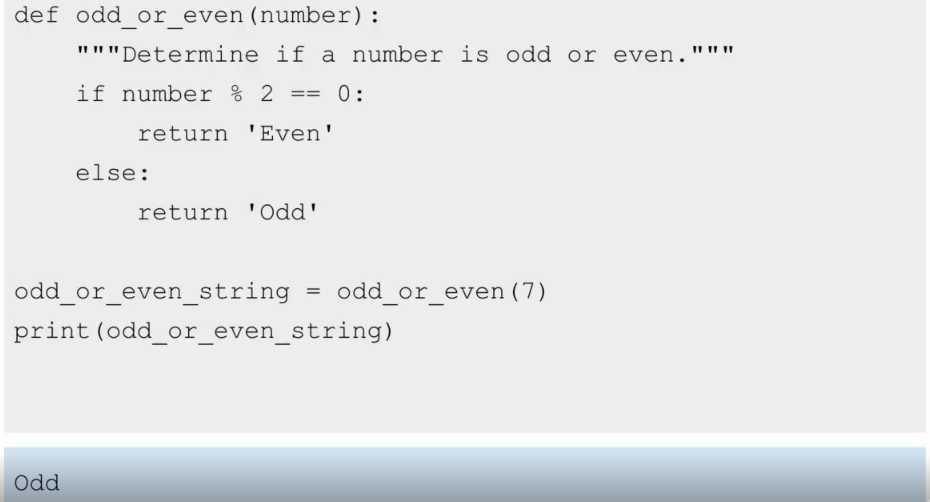 def odd_or_even(number):
    """Determine if a number is odd or even."""
    if number % 2 == 0:
        return 'Even'
    else:
        return 'Odd'
odd_or_even_string = odd_or_even(7)
print(odd_or_even_string)
Odd